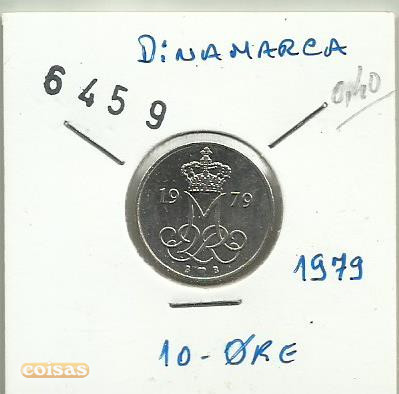 DiNAMARCA
6459
0,40
19 79
B B
1979
10-ØRE
coisas